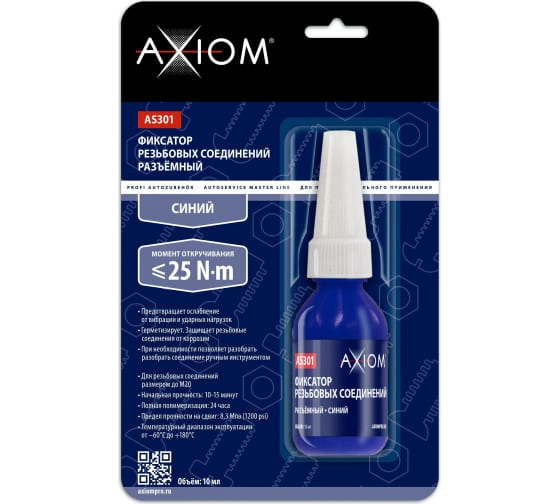 AXIOM®
AS301
ФИКСАТОР
РЕЗЬБОВЫХ СОЕДИНЕНИЙ
РАЗЪЁМНЫЙ
PROFI AUTOZUBEHÖR AUTOSERVICE MASTER LINE ДЛЯ П АЛЬНОГО ПРИМЕНЕНИЯ
СИНИЙ
МОМЕНТ ОТКРУЧИВАНИЯ
⩽25 N·m
• Предотвращает ослабление
от вибрации и ударных нагрузок
• Герметизирует. Защищает резьбовые
соединения от коррозии
• При необходимости позволяет разобрать
разобрать соединение ручным инструментом
• Для резьбовых соединений
размером до М20
• Начальная прочность: 10-15 минут
• Полная полимеризация: 24 часа
• Предел прочности на сдвиг: 8,3 Mpa (1200 psi)
• Температурный диапазон эксплуатации
от −60°C до +180°C
Объём: 10 мл
axiompro.ru
AS301 AXIOM
ФИКСАТОР
РЕЗЬБОВЫХ СОЕДИНЕНИЙ
РАЗЪЁМНЫЙ • СИНИЙ